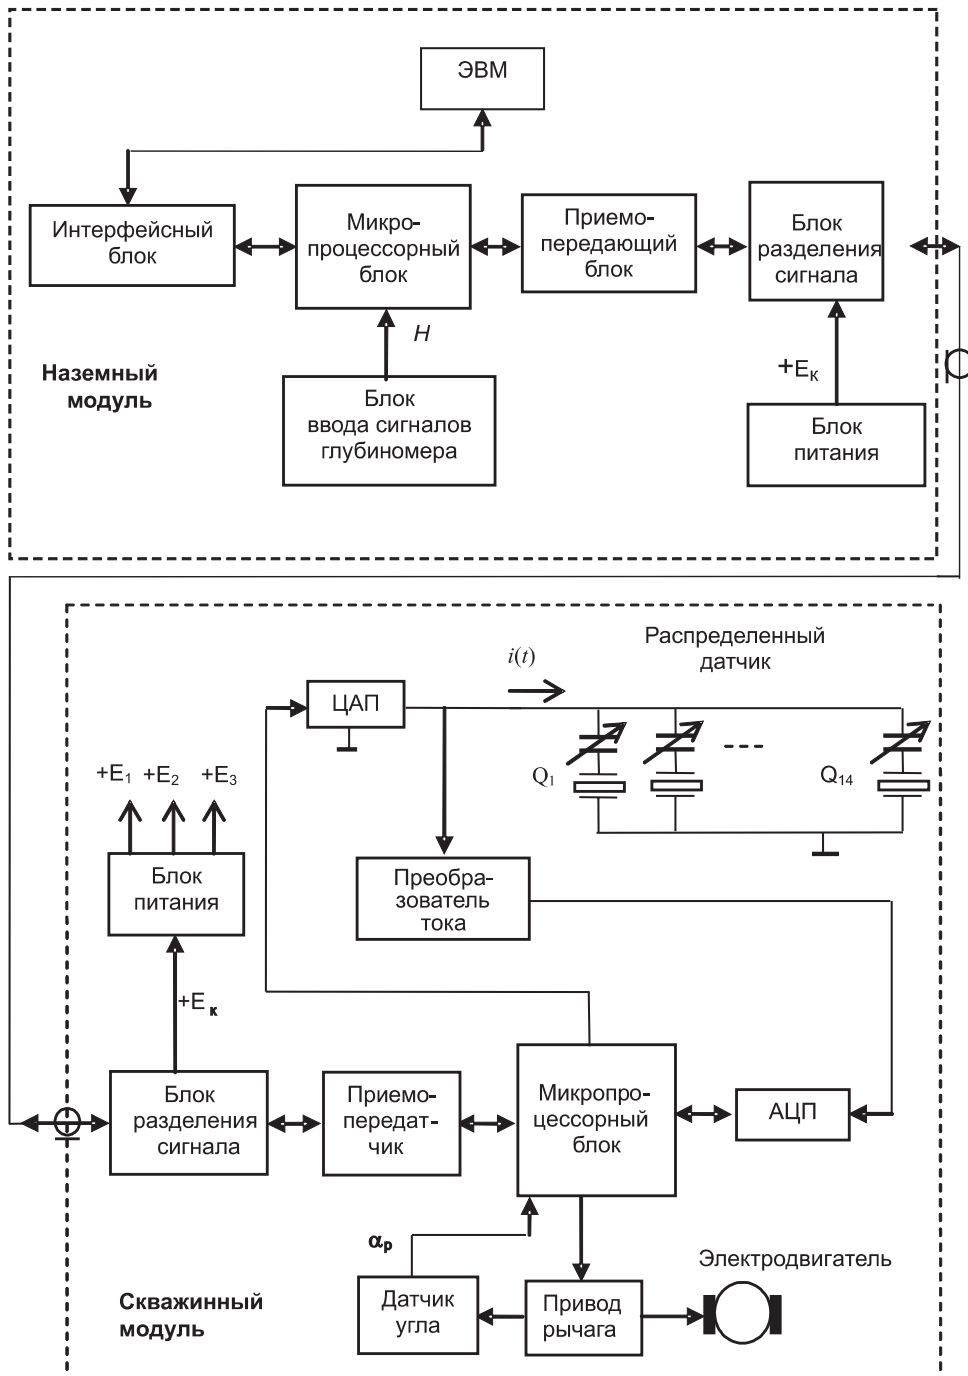 ЭВМ
Интерфейсный
блок
Микро-
процессорный
блок
Приемо-
передающий
блок
Блок
разделения
сигнала
H
+Eк
Наземный
модуль
Блок
ввода сигналов
глубиномера
Блок
питания
Распределенный
датчик
i(t)
ЦАП
+E1 +E2 +E3
Q1
Q14
Блок
питания
Преобра-
зователь
тока
+E к
Блок
разделения
сигнала
Приемо-
передат-
чик
Микропро-
цессорный
блок
АЦП
αр
Электродвигатель
Скважинный
модуль
Датчик
угла
Привод
рычага